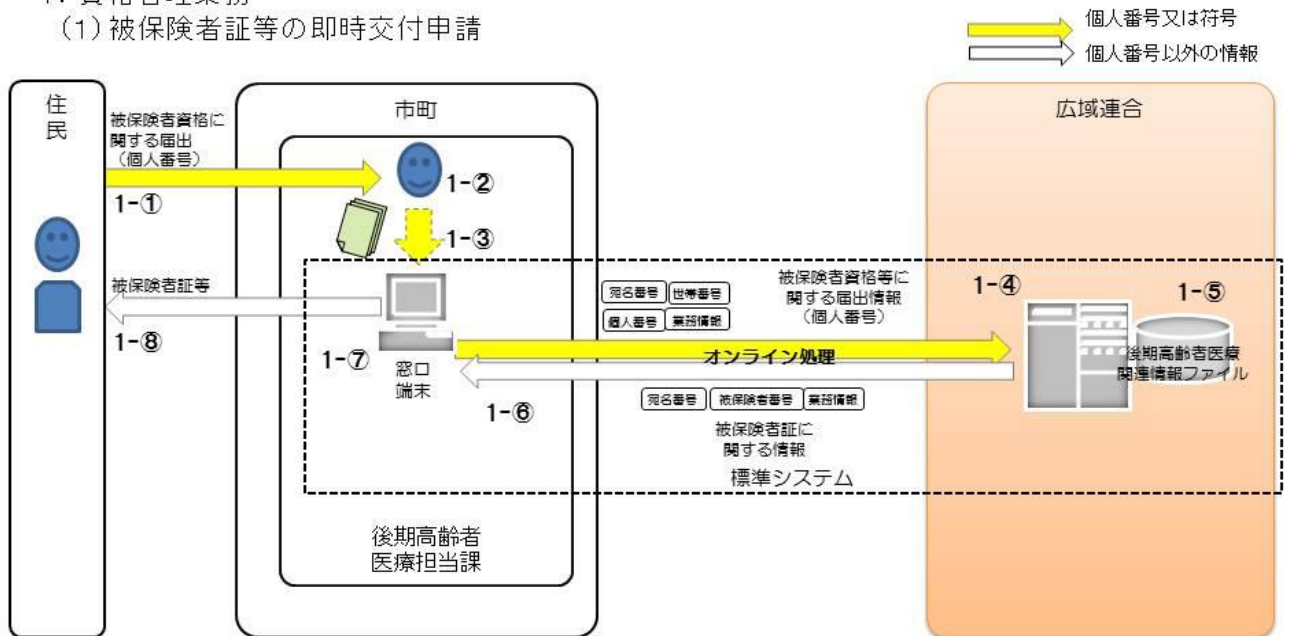 (1)被保険者証等の即時交付申請
個人番号又は符号
個人番号以外の情報
住
民
市町
広域連合
被保険者資格に
関する届出
(個人番号)
1-①
1-②
1-③
被保険者証等
1-⑧
1-⑦
窓口
端末
宛名番号
世帯番号
個人番号
業務情報
被保険者資格等に
関する届出情報
(個人番号)
1-④
1-⑤
オンライン処理
後期高齢者医療
関連情報ファイル
1-⑥
宛名番号
被保険者番号
業務情報
被保険者証に
関する情報
標準システム
後期高齢者
医療担当課